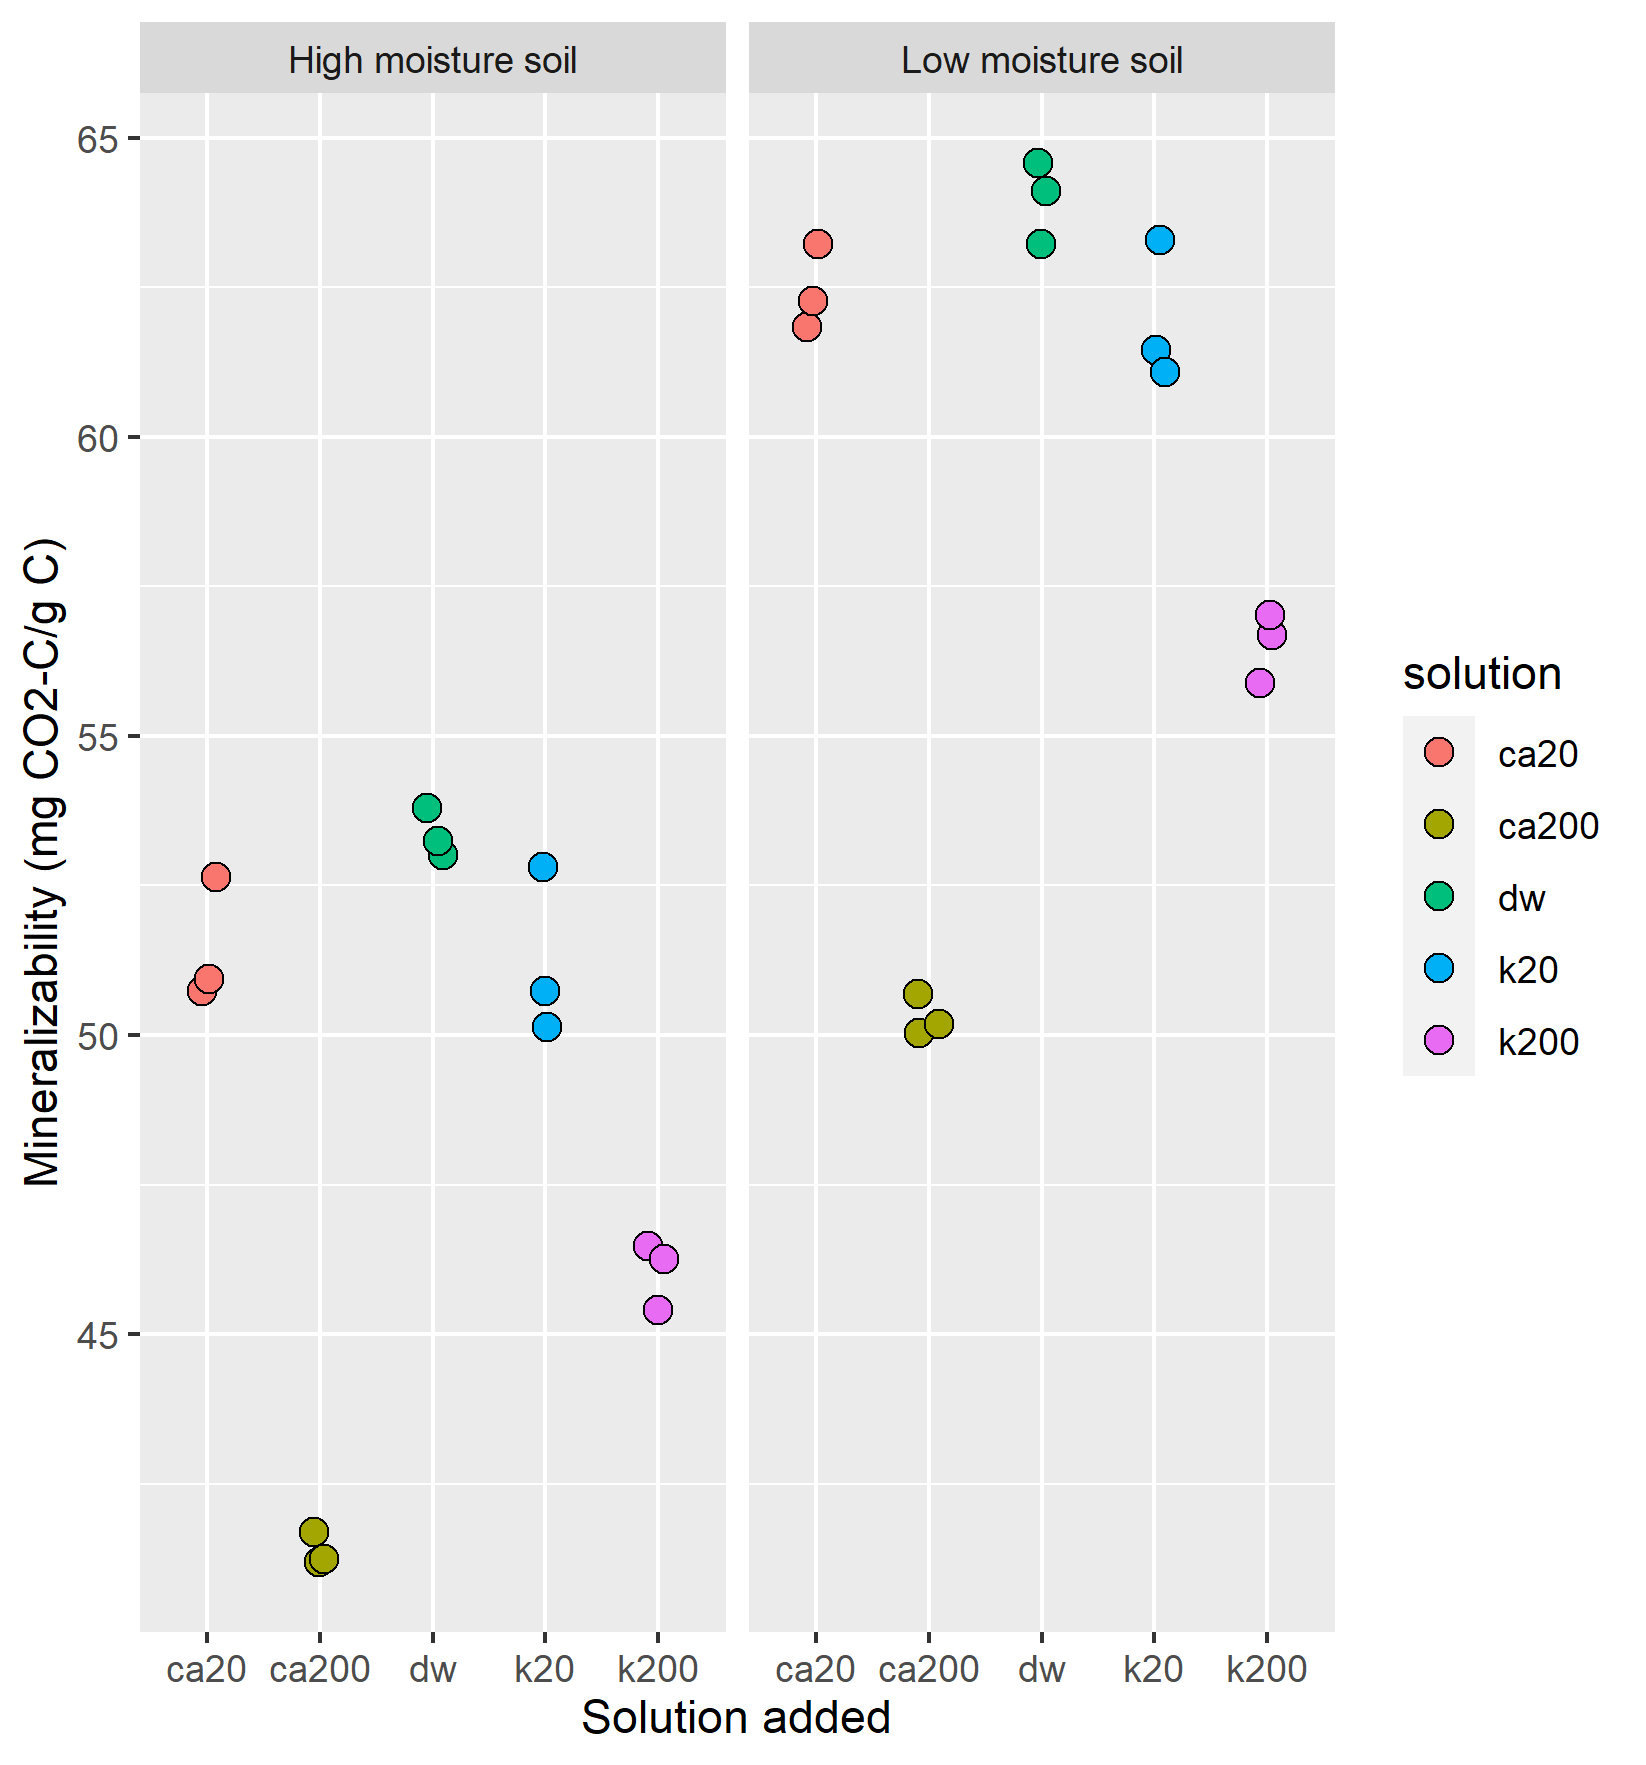 High moisture soil
Low moisture soil
65
60
55
50
45
Mineralizability (mg CO2-C/g C)
ca20 ca200 dw k20 k200
ca20 ca200 dw k20 k200
Solution added
solution
ca20
ca200
dw
k20
k200